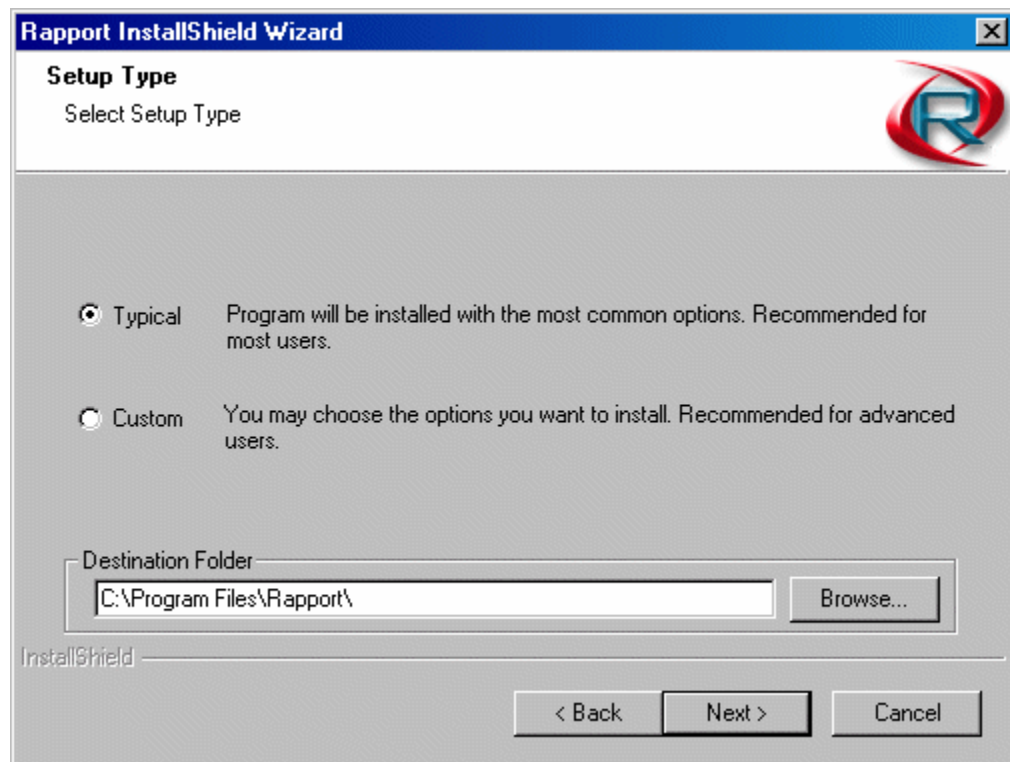 Rapport InstallShield Wizard
Setup Type
Select Setup Type
R
Typical
Program will be installed with the most common options. Recommended for
most users.
Custom
You may choose the options you want to install. Recommended for advanced
users.
Destination Folder
C:\Program Files\Rapport\
Browse...
InstallShield
< Back
Next >
Cancel